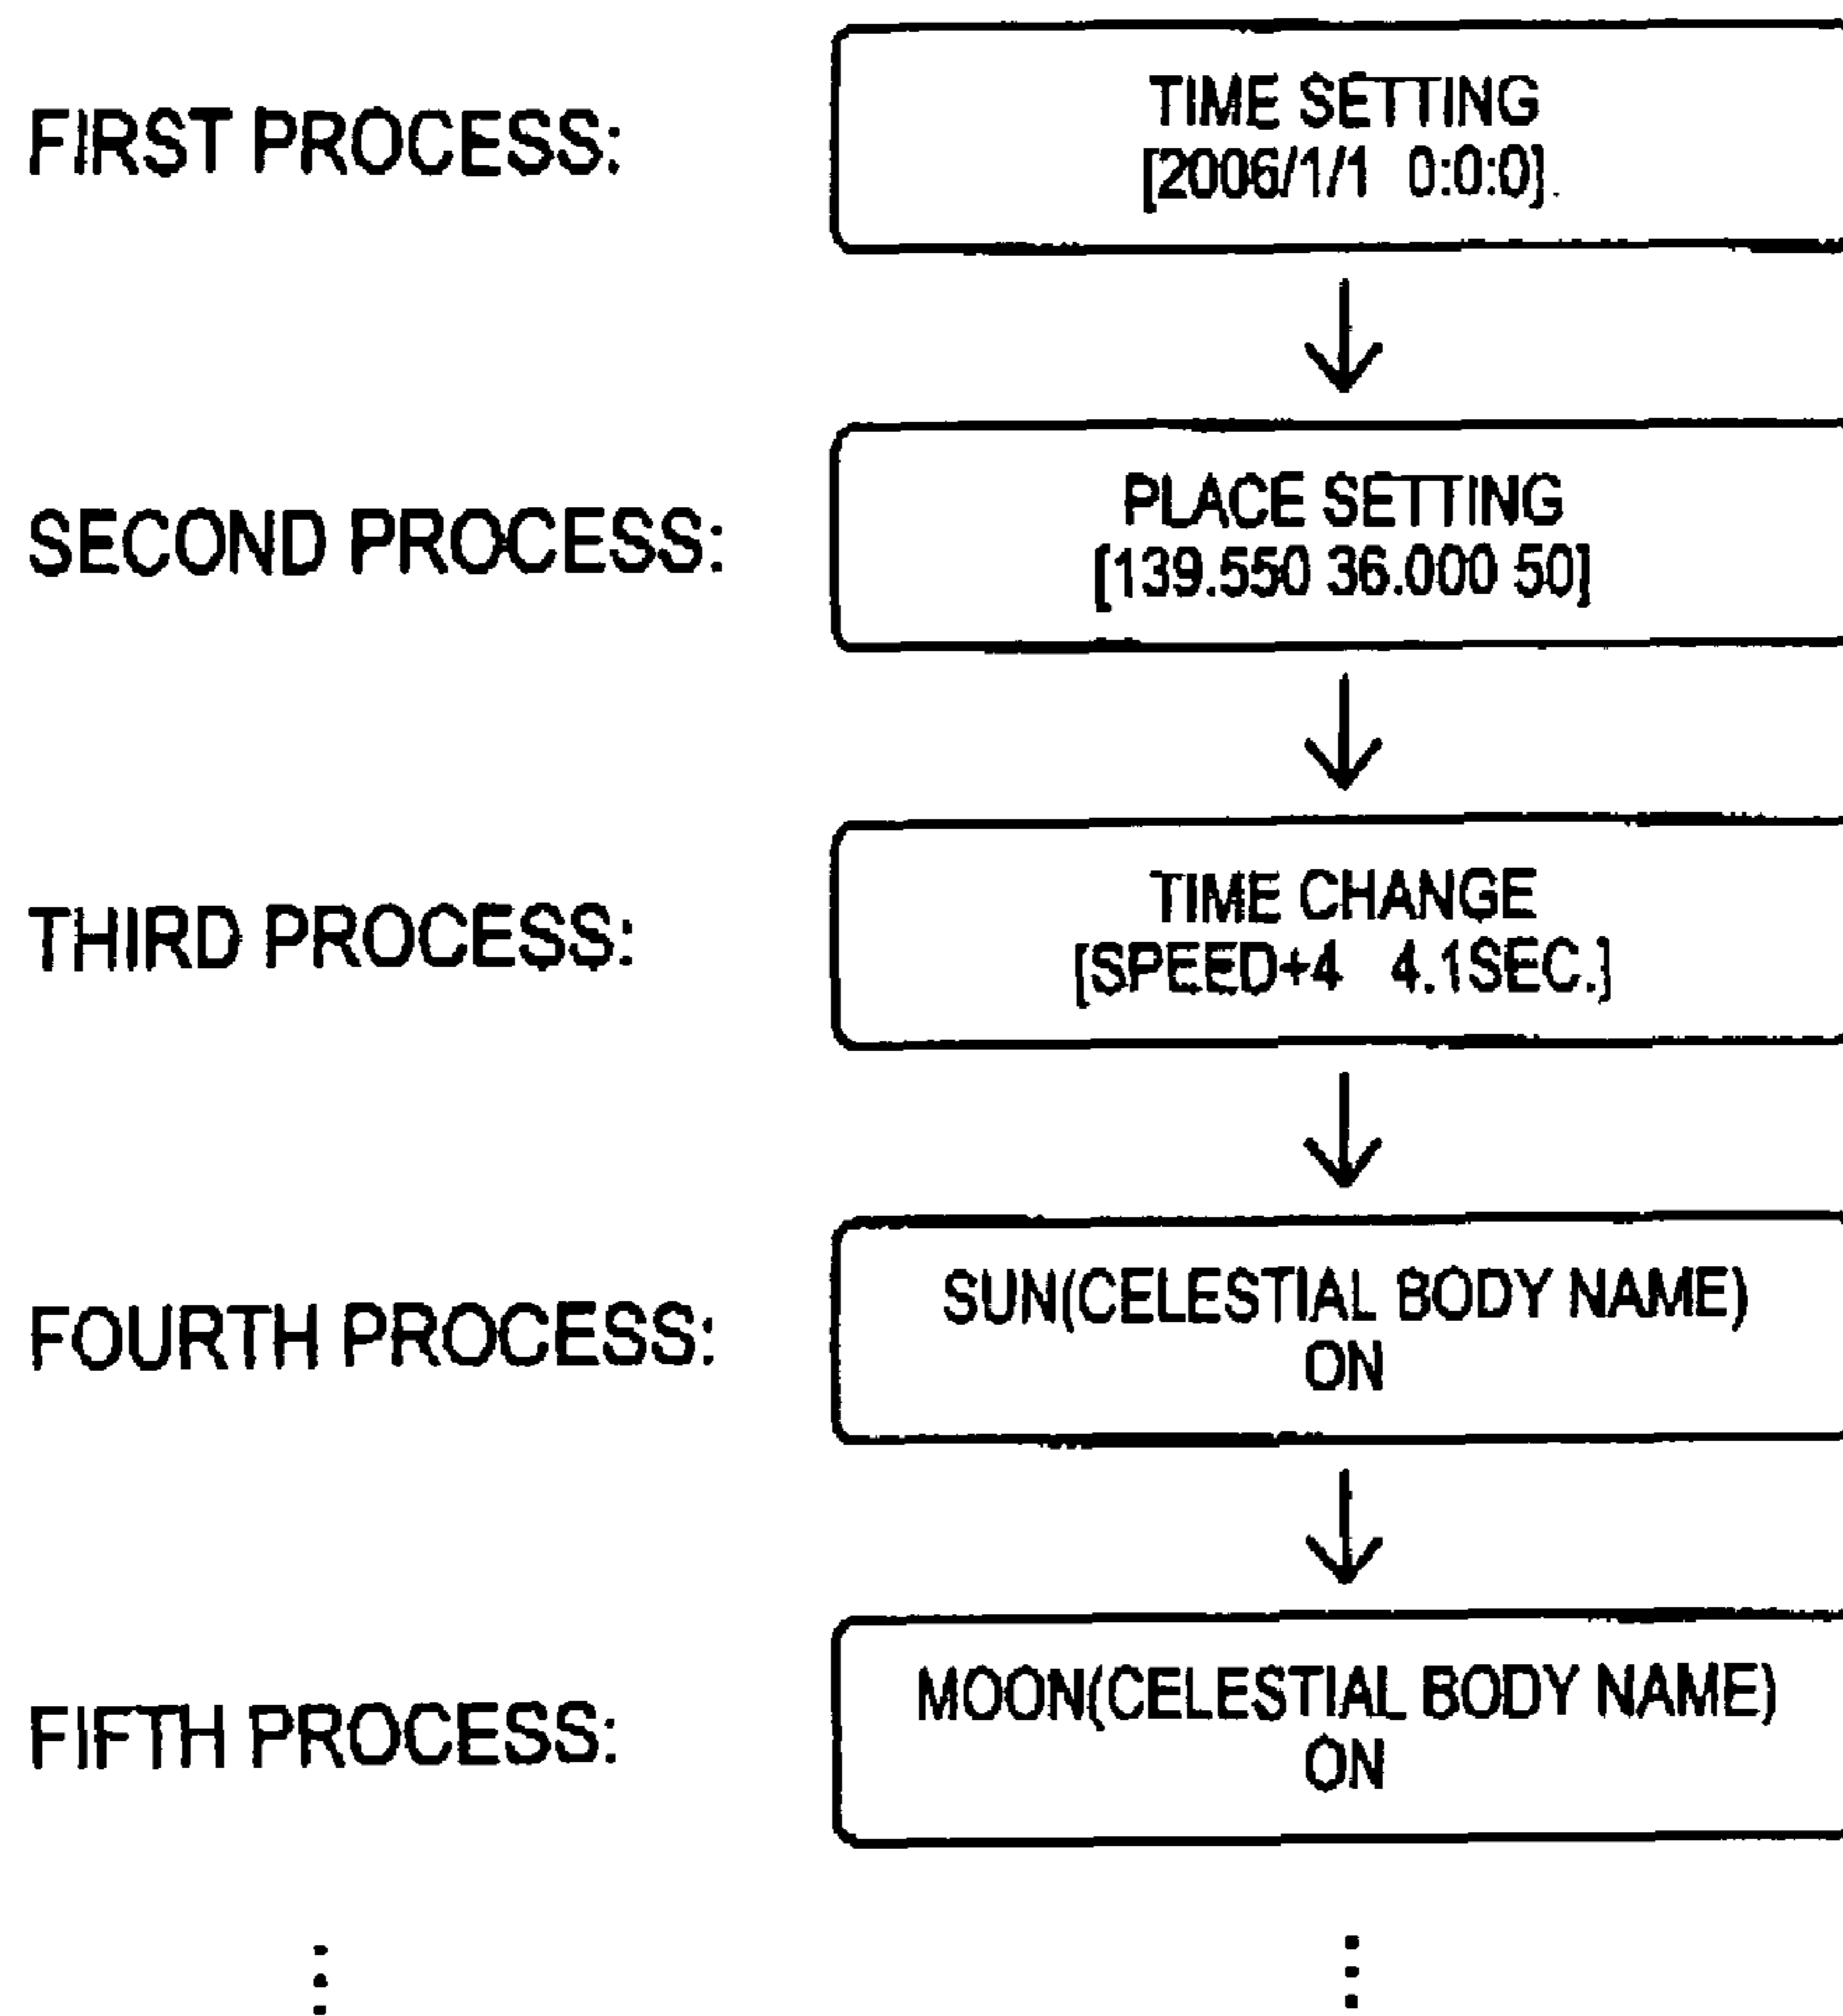 FIRST PROCESS:
TIME SETTING
[2006/1/1 0:0:0].
SECOND PROCESS:
PLACE SETTING
[139.550 36.000 50]
THIRD PROCESS:
TIME CHANGE
[SPEED+4 4.1SEC.]
FOURTH PROCESS:
SUN(CELESTIAL BODY NAME)
ON
FIFTH PROCESS:
MOON(CELESTIAL BODY NAME)
ON